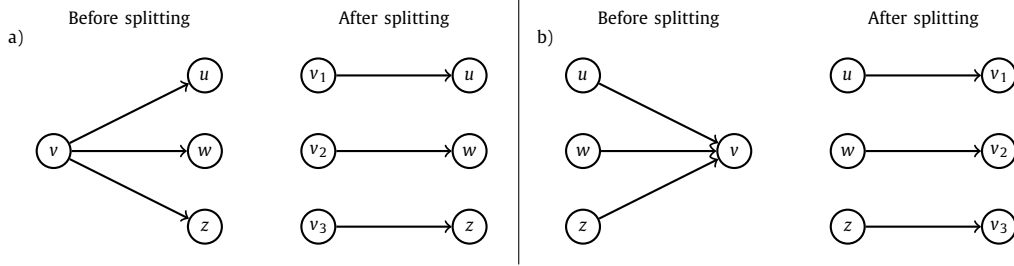 Before splitting
After splitting
a)
v
u
w
z
v₁
u
v₂
w
v₃
z
Before splitting
After splitting
b)
u
w
z
v
u
v₁
w
v₂
z
v₃